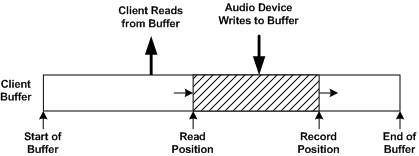 Client Reads
from Buffer
Audio Device
Writes to Buffer
Client
Buffer
Start of
Buffer
Read
Position
Record
Position
End of
Buffer